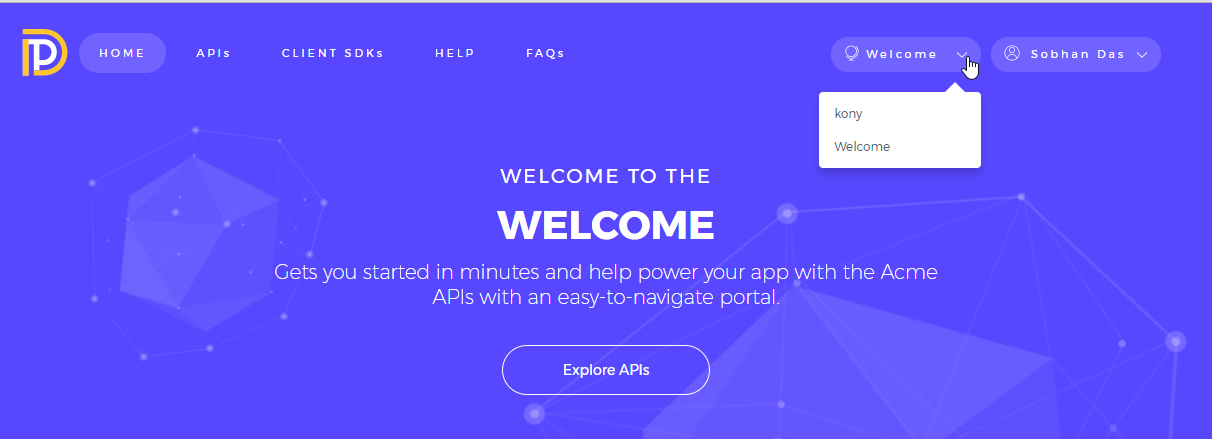 HOME APIs CLIENT SDKs HELP FAQs Welcome Sobhan Das
kony
Welcome
WELCOME TO THE
WELCOME
Gets you started in minutes and help power your app with the Acme
APIs with an easy-to-navigate portal.
Explore APIs